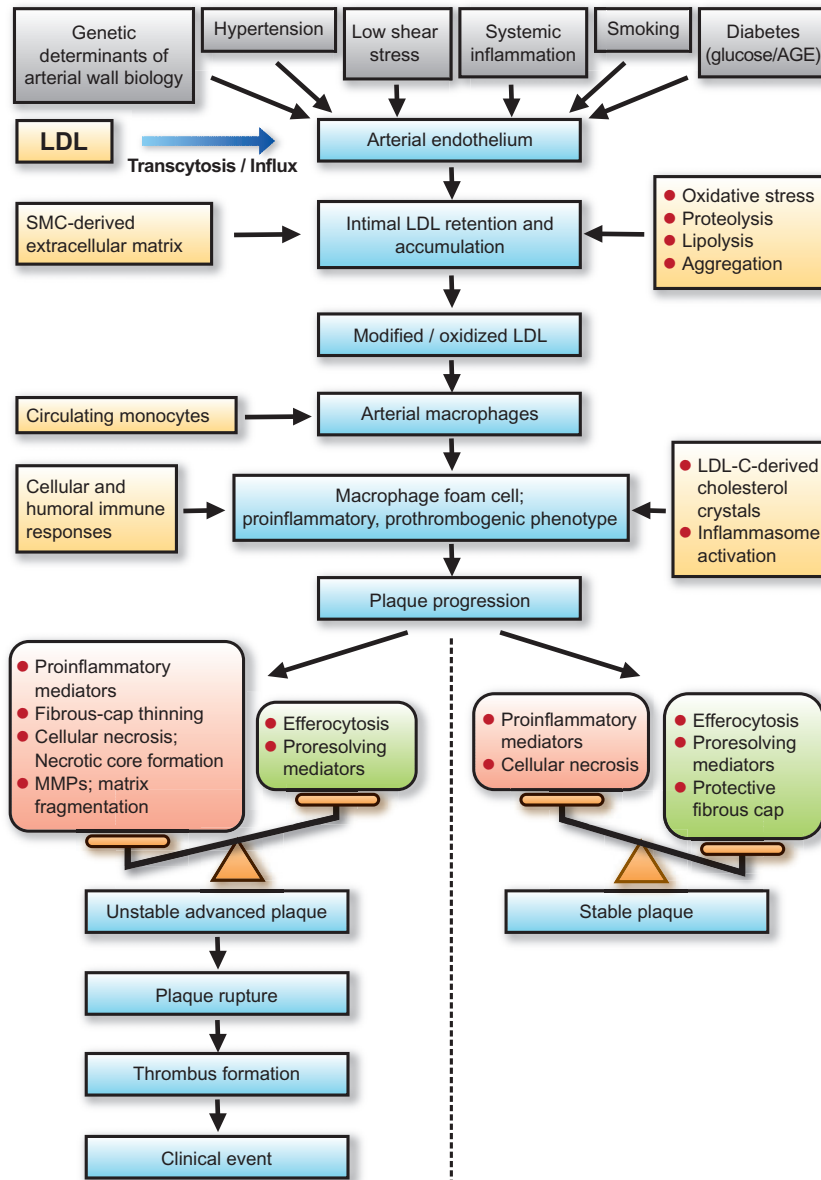 Genetic
determinants of
arterial wall biology
Hypertension
Low shear
stress
Systemic
inflammation
Smoking
Diabetes
(glucose/AGE)
LDL
Transcytosis / Influx
Arterial endothelium
SMC-derived
extracellular matrix
Intimal LDL retention and
accumulation
Oxidative stress
Proteolysis
Lipolysis
Aggregation
Modified / oxidized LDL
Circulating monocytes
Arterial macrophages
Cellular and
humoral immune
responses
Macrophage foam cell;
proinflammatory, prothrombogenic phenotype
LDL-C-derived
cholesterol
crystals
Inflammasome
activation
Plaque progression
Proinflammatory
mediators
Fibrous-cap thinning
Cellular necrosis;
Necrotic core formation
MMPs; matrix
fragmentation
Efferocytosis
Proresolving
mediators
Proinflammatory
mediators
Cellular necrosis
Efferocytosis
Proresolving
mediators
Protective
fibrous cap
Unstable advanced plaque
Stable plaque
Plaque rupture
Thrombus formation
Clinical event